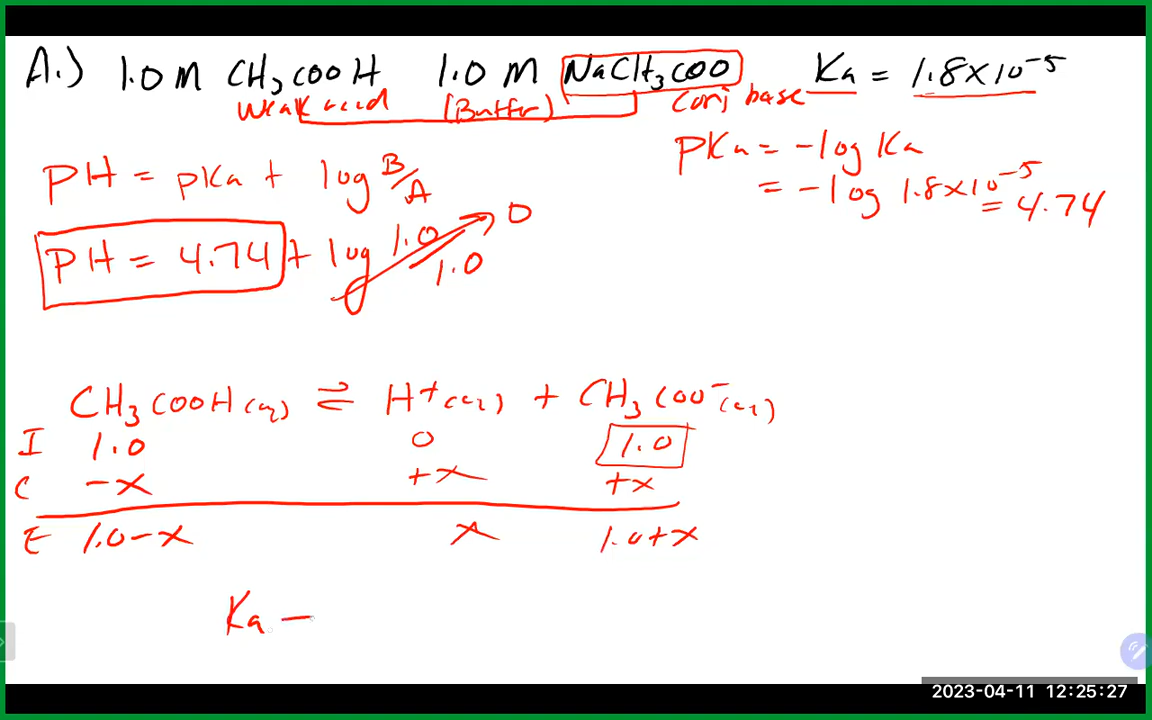 A.) 1.0 M CH3COOH 1.0 M NaCH3COO Ka = 1.8X10-5
Weak acid (Buffer) conj base
PKa = -log Ka
= -log 1.8X10-5 = 4.74
PH = PKa + log B/A
PH = 4.74 + log 1.0/1.0 0
CH3COOH(aq) ⇌ H+(aq) + CH3COO-(aq)
I 1.0 0 1.0
C -x +x +x
E 1.0-x x 1.0+x
Ka -
2023-04-11 12:25:27